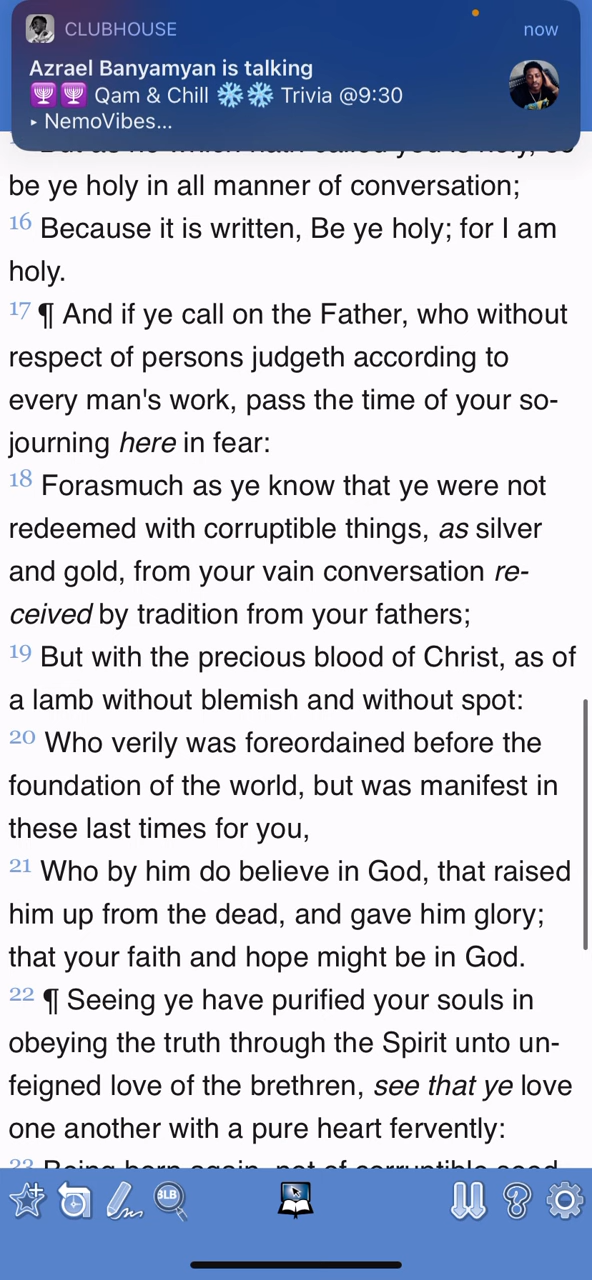 CLUBHOUSE
now
Azrael Banyamyan is talking
🕎🕎 Qam & Chill ❄️❄️ Trivia @9:30
‣ NemoVibes...
be ye holy in all manner of conversation;
16 Because it is written, Be ye holy; for I am
holy.
17 ¶ And if ye call on the Father, who without
respect of persons judgeth according to
every man's work, pass the time of your so-
journing here in fear:
18 Forasmuch as ye know that ye were not
redeemed with corruptible things, as silver
and gold, from your vain conversation re-
ceived by tradition from your fathers;
19 But with the precious blood of Christ, as of
a lamb without blemish and without spot:
20 Who verily was foreordained before the
foundation of the world, but was manifest in
these last times for you,
21 Who by him do believe in God, that raised
him up from the dead, and gave him glory;
that your faith and hope might be in God.
22 ¶ Seeing ye have purified your souls in
obeying the truth through the Spirit unto un-
feigned love of the brethren, see that ye love
one another with a pure heart fervently:
23 Being born again, not of corruptible seed
BLB